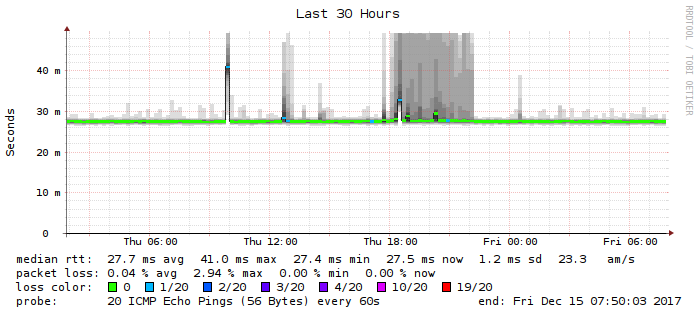 Last 30 Hours
RRDTOOL / TOBI OETIKER
Seconds
40 m
30 m
20 m
10 m
0
Thu 06:00 Thu 12:00 Thu 18:00 Fri 00:00 Fri 06:00
median rtt: 27.7 ms avg 41.0 ms max 27.4 ms min 27.5 ms now 1.2 ms sd 23.3 am/s
packet loss: 0.04 % avg 2.94 % max 0.00 % min 0.00 % now
loss color: 0 1/20 2/20 3/20 4/20 10/20 19/20
probe: 20 ICMP Echo Pings (56 Bytes) every 60s end: Fri Dec 15 07:50:03 2017